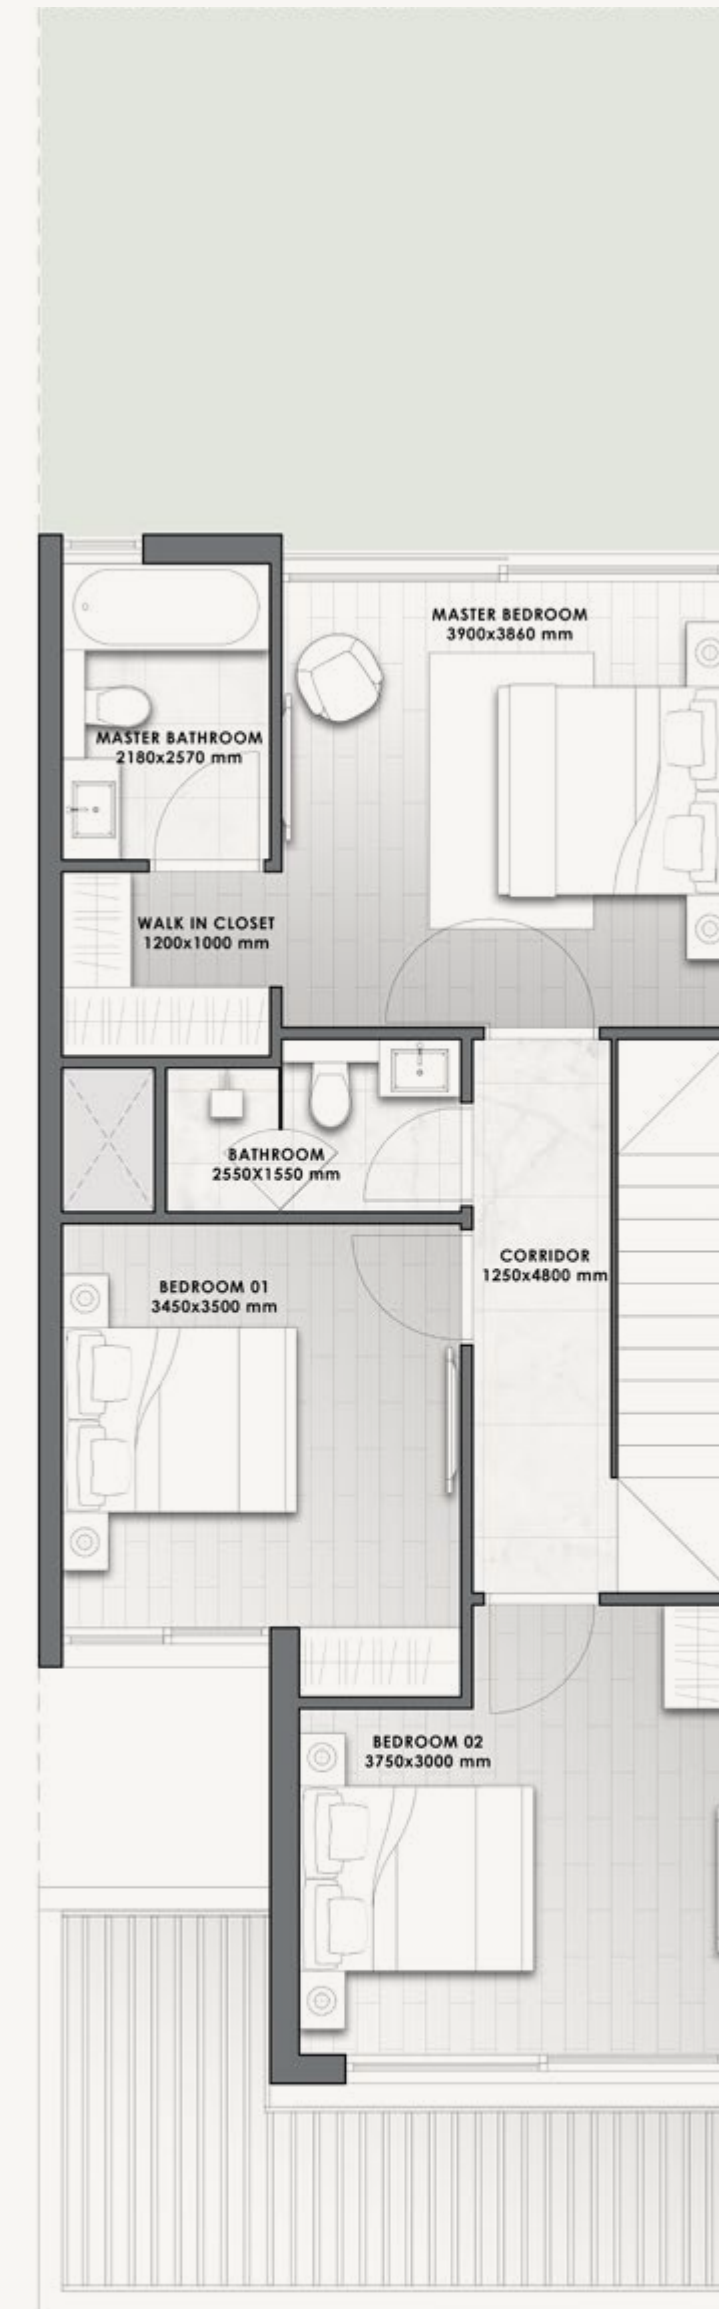 MASTER BEDROOM
3900x3860 mm
MASTER BATHROOM
2180x2570 mm
WALK IN CLOSET
1200x1000 mm
BATHROOM
2550X1550 mm
CORRIDOR
1250x4800 mm
BEDROOM 01
3450x3500 mm
BEDROOM 02
3750x3000 mm